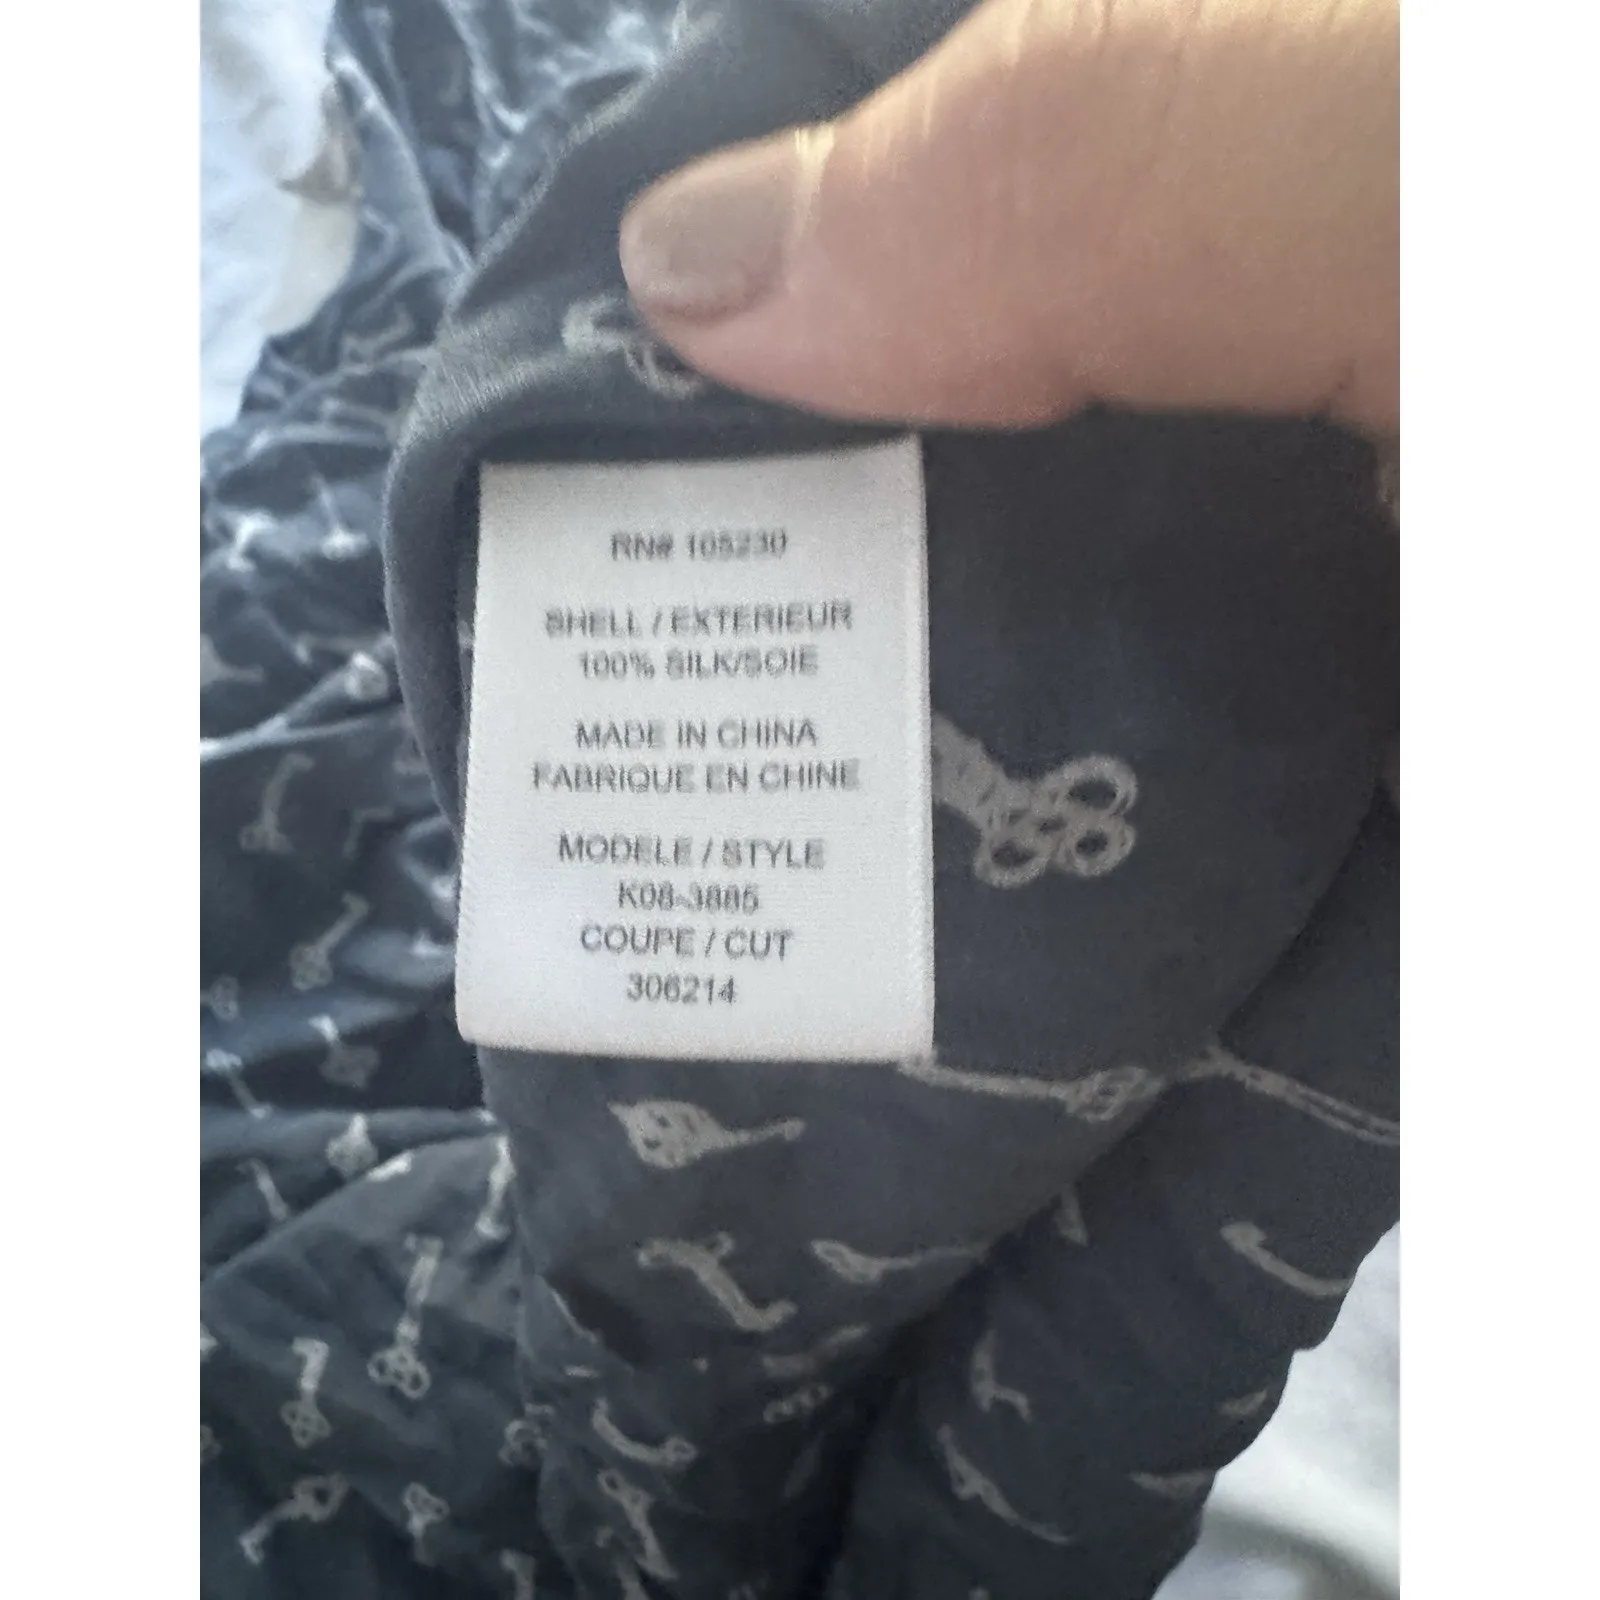 RN# 105230
SHELL / EXTERIEUR
100% SILK/SOIE
MADE IN CHINA
FABRIQUE EN CHINE
MODELE / STYLE
K08-3885
COUPE / CUT
306214